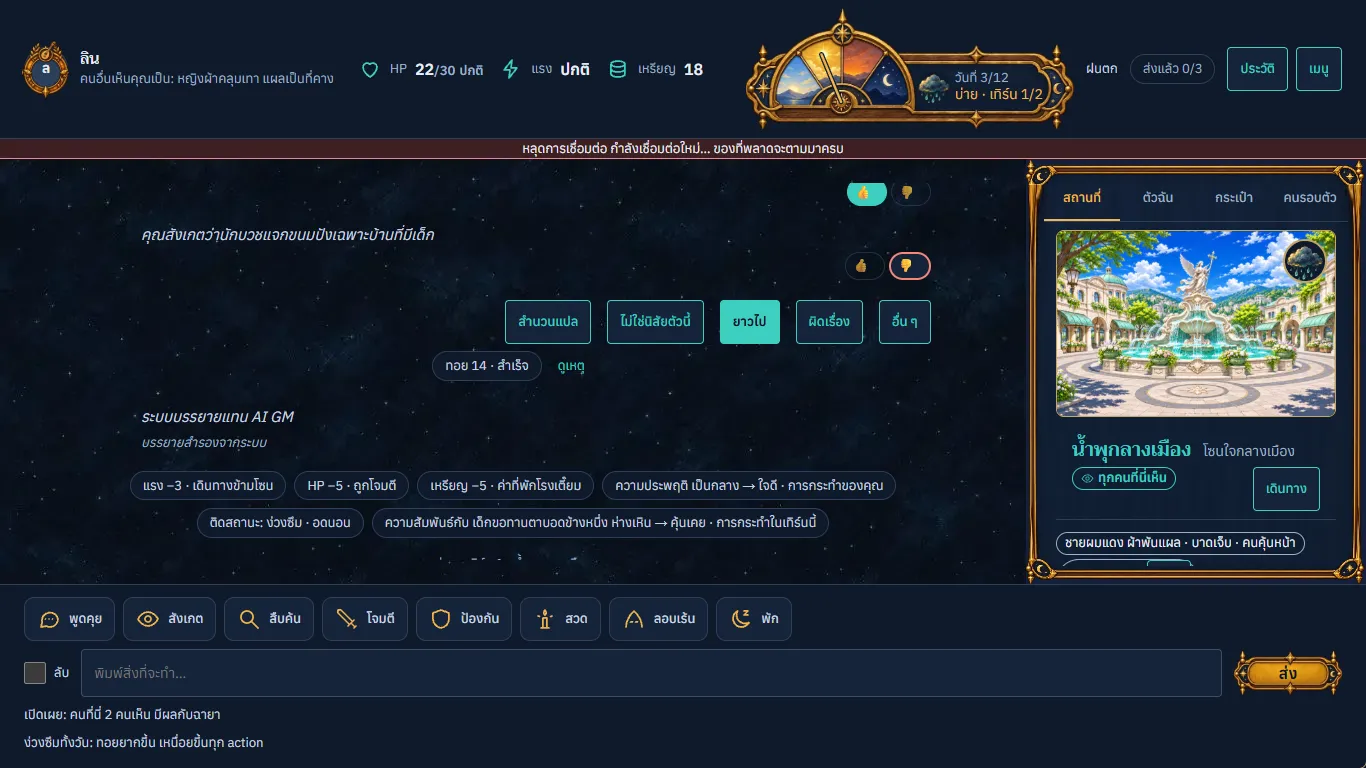 ล
ลิน
คนอื่นเห็นคุณเป็น: หญิงผ้าคลุมเทา แผลเป็นที่คาง
HP 22/30 ปกติ
แรง ปกติ
เหรียญ 18
วันที่ 3/12
บ่าย · เทิร์น 1/2
ฝนตก
ส่งแล้ว 0/3
ประวัติ
เมนู
หลุดการเชื่อมต่อ กำลังเชื่อมต่อใหม่... ของที่พลาดจะตามมาครบ
คุณสังเกตว่านักบวชแจกขนมปังเฉพาะบ้านที่มีเด็ก
สำนวนแปล
ไม่ใช่นิสัยตัวนี้
ยาวไป
ผิดเรื่อง
อื่น ๆ
ทอย 14 · สำเร็จ
ดูเหตุ
ระบบบรรยายแทน AI GM
บรรยายสำรองจากระบบ
แรง −3 · เดินทางข้ามโซน
HP −5 · ถูกโจมตี
เหรียญ −5 · ค่าที่พักโรงเตี๊ยม
ความประพฤติ เป็นกลาง → ใจดี · การกระทำของคุณ
ติดสถานะ: ง่วงซึม · อดนอน
ความสัมพันธ์กับ เด็กขอทานตาบอดข้างหนึ่ง ห่างเหิน → คุ้นเคย · การกระทำในเทิร์นนี้
สถานที่
ตัวฉัน
กระเป๋า
คนรอบตัว
น้ำพุกลางเมือง
โซนใจกลางเมือง
ทุกคนที่นี่เห็น
เดินทาง
ชายผมแดง ผ้าพันแผล · บาดเจ็บ · คนคุ้นหน้า
พูดคุย
สังเกต
สืบค้น
โจมตี
ป้องกัน
สวด
ลอบเร้น
พัก
ลับ
พิมพ์สิ่งที่จะทำ...
ส่ง
เปิดเผย: คนที่นี่ 2 คนเห็น มีผลกับฉายา
ง่วงซึมทั้งวัน: ทอยยากขึ้น เหนื่อยขึ้นทุก action